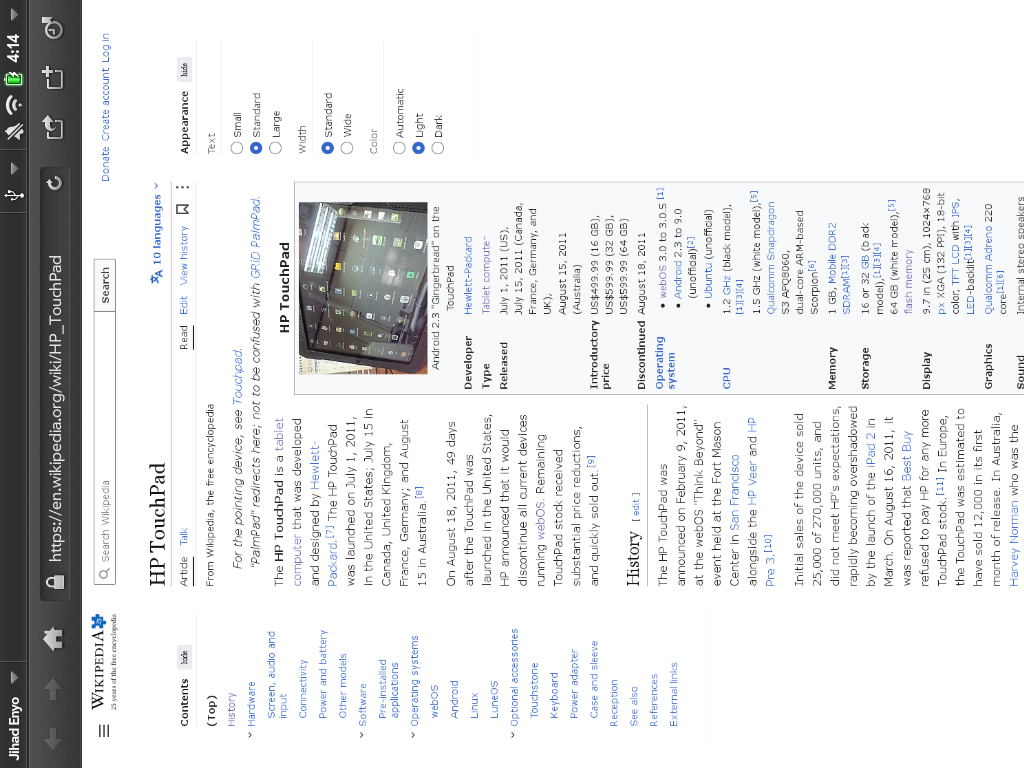 Jihad Enyo
4:14
https://en.wikipedia.org/wiki/HP_TouchPad
WIKIPEDIA
25 years of the free encyclopedia
Search Wikipedia
Search
Donate Create account Log in
Contents hide
(Top)
History
Hardware
Screen, audio and
input
Connectivity
Power and battery
Other models
Software
Pre-installed
applications
Operating systems
webOS
Android
Linux
LuneOS
Optional accessories
Touchstone
Keyboard
Power adapter
Case and sleeve
Reception
See also
References
External links
HP TouchPad
10 languages
Article Talk
Read Edit View history
From Wikipedia, the free encyclopedia
For the pointing device, see Touchpad.
"PalmPad" redirects here; not to be confused with GRiD PalmPad.
The HP TouchPad is a tablet
computer that was developed
and designed by Hewlett-
Packard.[7] The HP TouchPad
was launched on July 1, 2011,
in the United States; July 15 in
Canada, United Kingdom,
France, Germany; and August
15 in Australia.[8]
On August 18, 2011, 49 days
after the TouchPad was
launched in the United States,
HP announced that it would
discontinue all current devices
running webOS. Remaining
TouchPad stock received
substantial price reductions,
and quickly sold out.[9]
History [ edit ]
The HP TouchPad was
announced on February 9, 2011,
at the webOS "Think Beyond"
event held at the Fort Mason
Center in San Francisco
alongside the HP Veer and HP
Pre 3.[10]
Initial sales of the device sold
25,000 of 270,000 units, and
did not meet HP's expectations,
rapidly becoming overshadowed
by the launch of the iPad 2 in
March. On August 16, 2011, it
was reported that Best Buy
refused to pay HP for any more
TouchPad stock.[11] In Europe,
the TouchPad was estimated to
have sold 12,000 in its first
month of release. In Australia,
Harvey Norman who was the
HP TouchPad
Android 2.3 "Gingerbread" on the
TouchPad
Developer Hewlett-Packard
Type Tablet computer
Released July 1, 2011 (US),
July 15, 2011 (Canada,
France, Germany, and
UK),
August 15, 2011
(Australia)
Introductory US$499.99 (16 GB),
price US$599.99 (32 GB),
US$599.99 (64 GB)
Discontinued August 18, 2011
Operating • webOS 3.0 to 3.0.5 [1]
system • Android 2.3 to 9.0
(unofficial)[2]
• Ubuntu (unofficial)
CPU 1.2 GHz (black model),
[1][3][4]
1.5 GHz (white model),[5]
Qualcomm Snapdragon
S3 APQ8060,
dual-core ARM-based
Scorpion[6]
Memory 1 GB, Mobile DDR2
SDRAM[1][3]
Storage 16 or 32 GB (black
model),[1][3][4]
64 GB (white model),[5]
flash memory
Display 9.7 in (25 cm), 1024×768
px XGA (132 PPI), 18-bit
color, TFT LCD with IPS,
LED-backlit[1][3][4]
Graphics Qualcomm Adreno 220
core[1][6]
Sound Internal stereo speakers
Appearance hide
Text
Small
Standard
Large
Width
Standard
Wide
Color
Automatic
Light
Dark